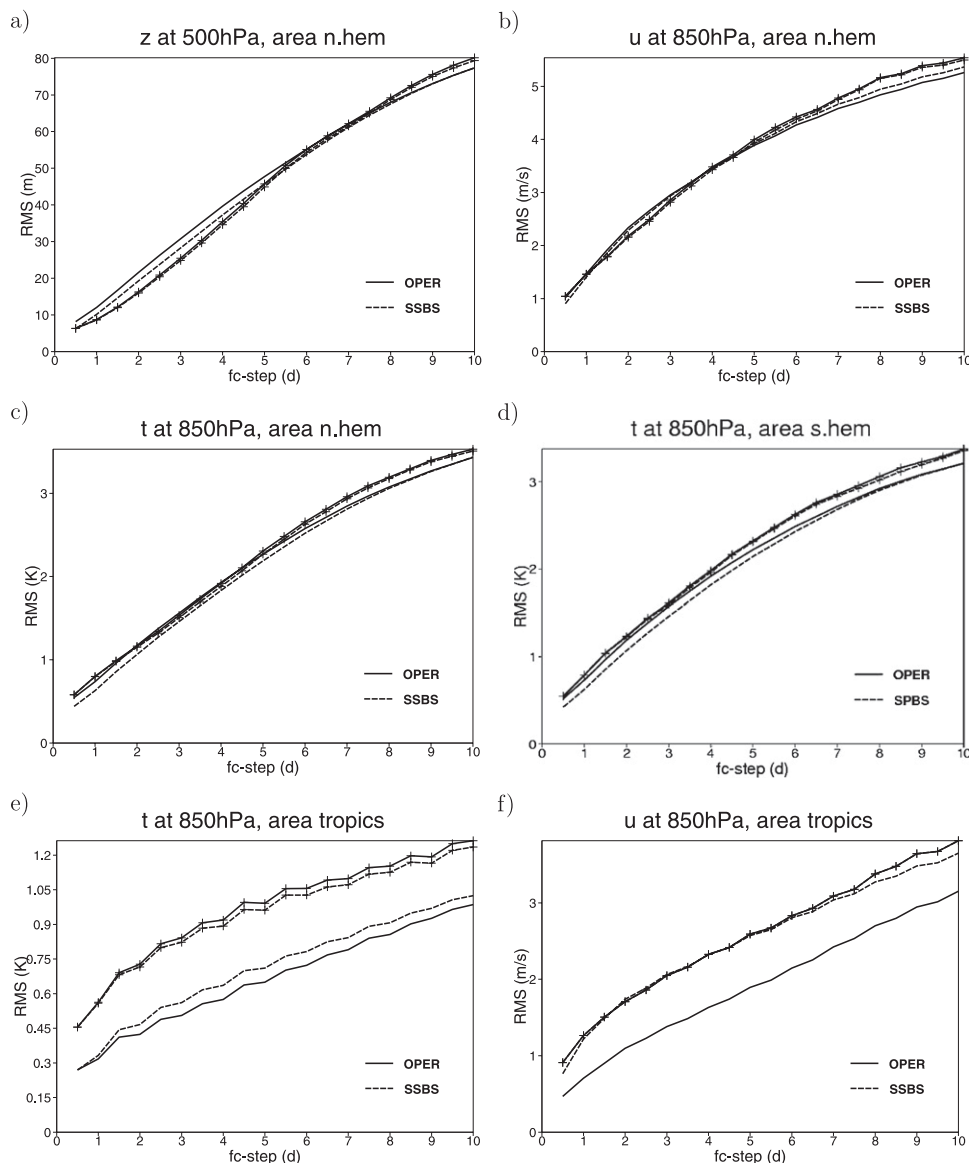 a)
z at 500hPa, area n.hem
80
70
60
50
40
30
20
10
0
RMS (m)
OPER
SSBS
0 1 2 3 4 5 6 7 8 9 10
fc-step (d)
b)
u at 850hPa, area n.hem
5
4
3
2
1
0
RMS (m/s)
OPER
SSBS
0 1 2 3 4 5 6 7 8 9 10
fc-step (d)
c)
t at 850hPa, area n.hem
3
2
1
0
RMS (K)
OPER
SSBS
0 1 2 3 4 5 6 7 8 9 10
fc-step (d)
d)
t at 850hPa, area s.hem
3
2
1
0
RMS (K)
OPER
SPBS
0 1 2 3 4 5 6 7 8 9 10
fc-step (d)
e)
t at 850hPa, area tropics
1.2
1.05
0.9
0.75
0.6
0.45
0.3
0.15
0
RMS (K)
OPER
SSBS
0 1 2 3 4 5 6 7 8 9 10
fc-step (d)
f)
u at 850hPa, area tropics
3
2
1
0
RMS (m/s)
OPER
SSBS
0 1 2 3 4 5 6 7 8 9 10
fc-step (d)